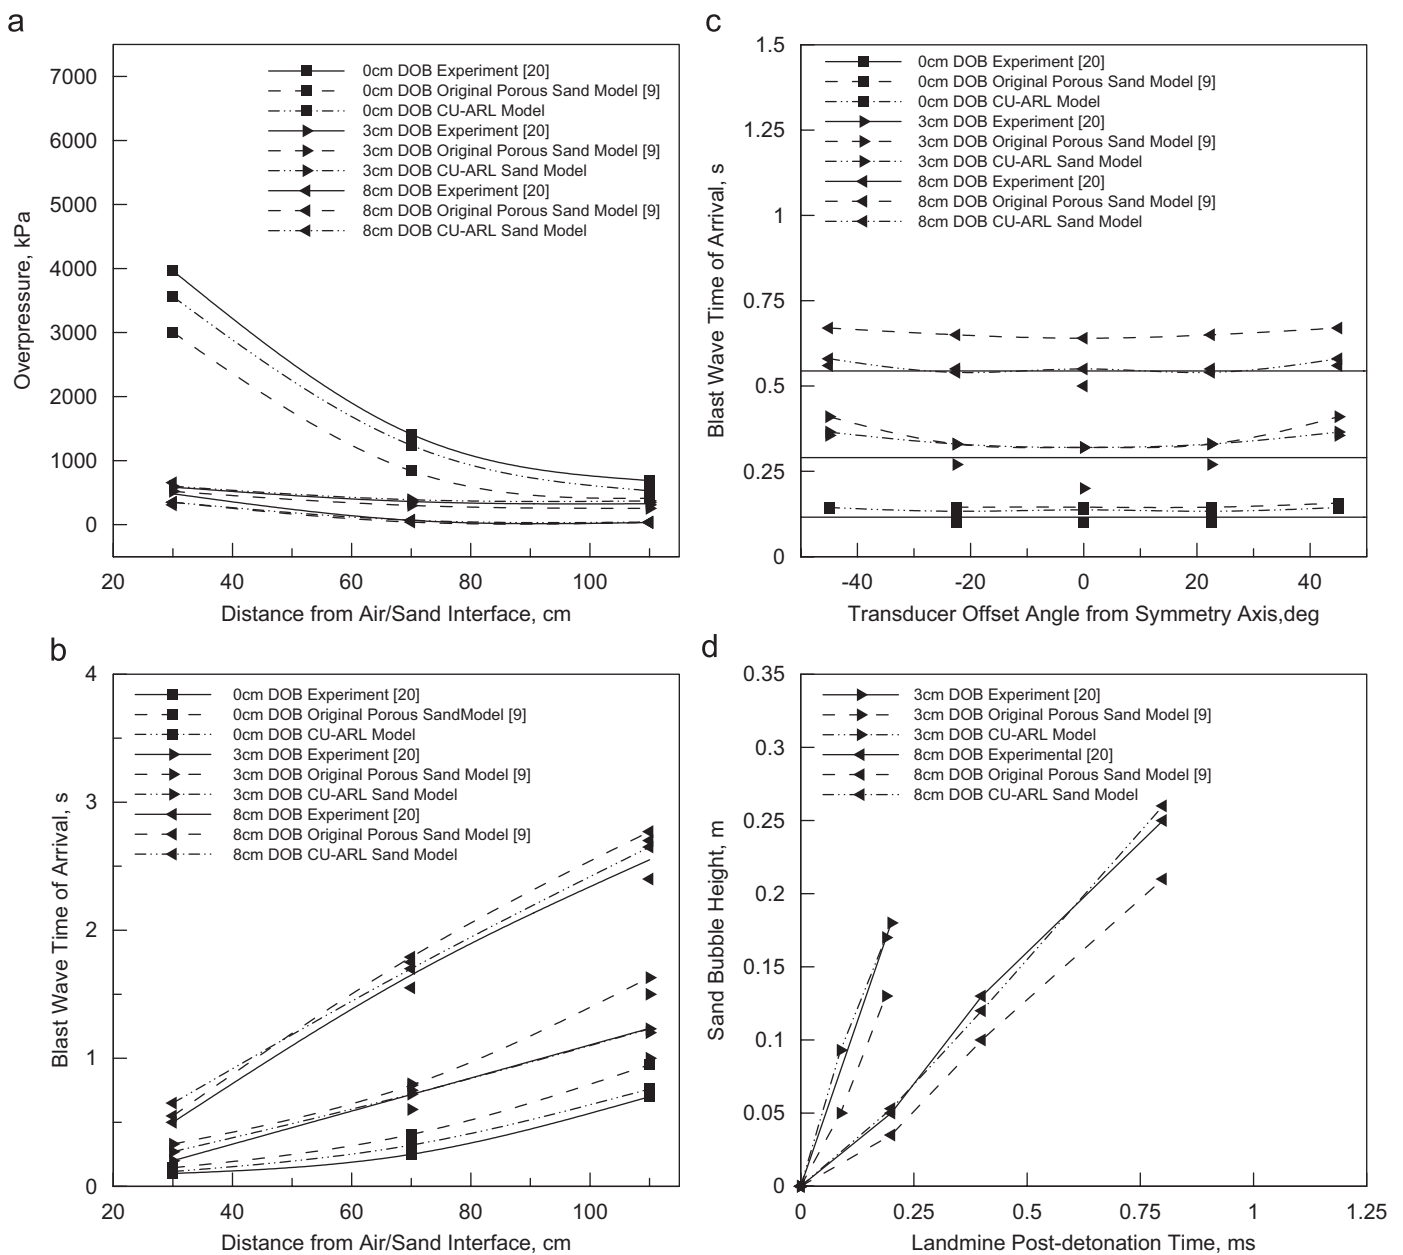 a
7000
6000
5000
4000
3000
2000
1000
0
20
40
60
80
100
Overpressure, kPa
Distance from Air/Sand Interface, cm
0cm DOB Experiment [20]
0cm DOB Original Porous Sand Model [9]
0cm DOB CU-ARL Model
3cm DOB Experiment [20]
3cm DOB Original Porous Sand Model [9]
3cm DOB CU-ARL Sand Model
8cm DOB Experiment [20]
8cm DOB Original Porous Sand Model [9]
8cm DOB CU-ARL Sand Model
c
1.5
1.25
1
0.75
0.5
0.25
0
-40
-20
0
20
40
Blast Wave Time of Arrival, s
Transducer Offset Angle from Symmetry Axis,deg
0cm DOB Experiment [20]
0cm DOB Original Porous Sand Model [9]
0cm DOB CU-ARL Model
3cm DOB Experiment [20]
3cm DOB Original Porous Sand Model [9]
3cm DOB CU-ARL Sand Model
8cm DOB Experiment [20]
8cm DOB Original Porous Sand Model [9]
8cm DOB CU-ARL Sand Model
b
4
3
2
1
0
20
40
60
80
100
Blast Wave Time of Arrival, s
Distance from Air/Sand Interface, cm
0cm DOB Experiment [20]
0cm DOB Original Porous SandModel [9]
0cm DOB CU-ARL Model
3cm DOB Experiment [20]
3cm DOB Original Porous Sand Model [9]
3cm DOB CU-ARL Sand Model
8cm DOB Experiment [20]
8cm DOB Original Porous Sand Model [9]
8cm DOB CU-ARL Sand Model
d
0.35
0.3
0.25
0.2
0.15
0.1
0.05
0
0
0.25
0.5
0.75
1
1.25
Sand Bubble Height, m
Landmine Post-detonation Time, ms
3cm DOB Experiment [20]
3cm DOB Original Porous Sand Model [9]
3cm DOB CU-ARL Model
8cm DOB Experimental [20]
8cm DOB Original Porous Sand Model [9]
8cm DOB CU-ARL Sand Model